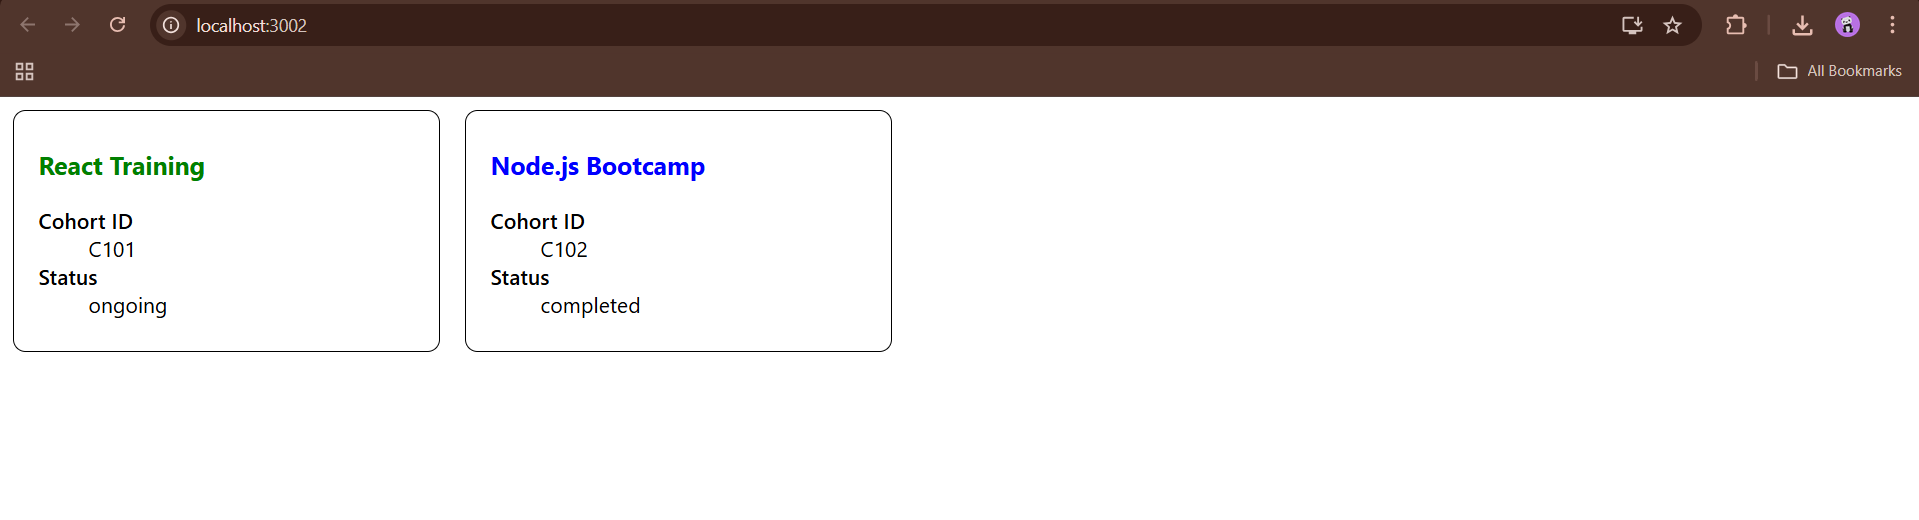 localhost:3002
All Bookmarks
React Training
Cohort ID
C101
Status
ongoing
Node.js Bootcamp
Cohort ID
C102
Status
completed